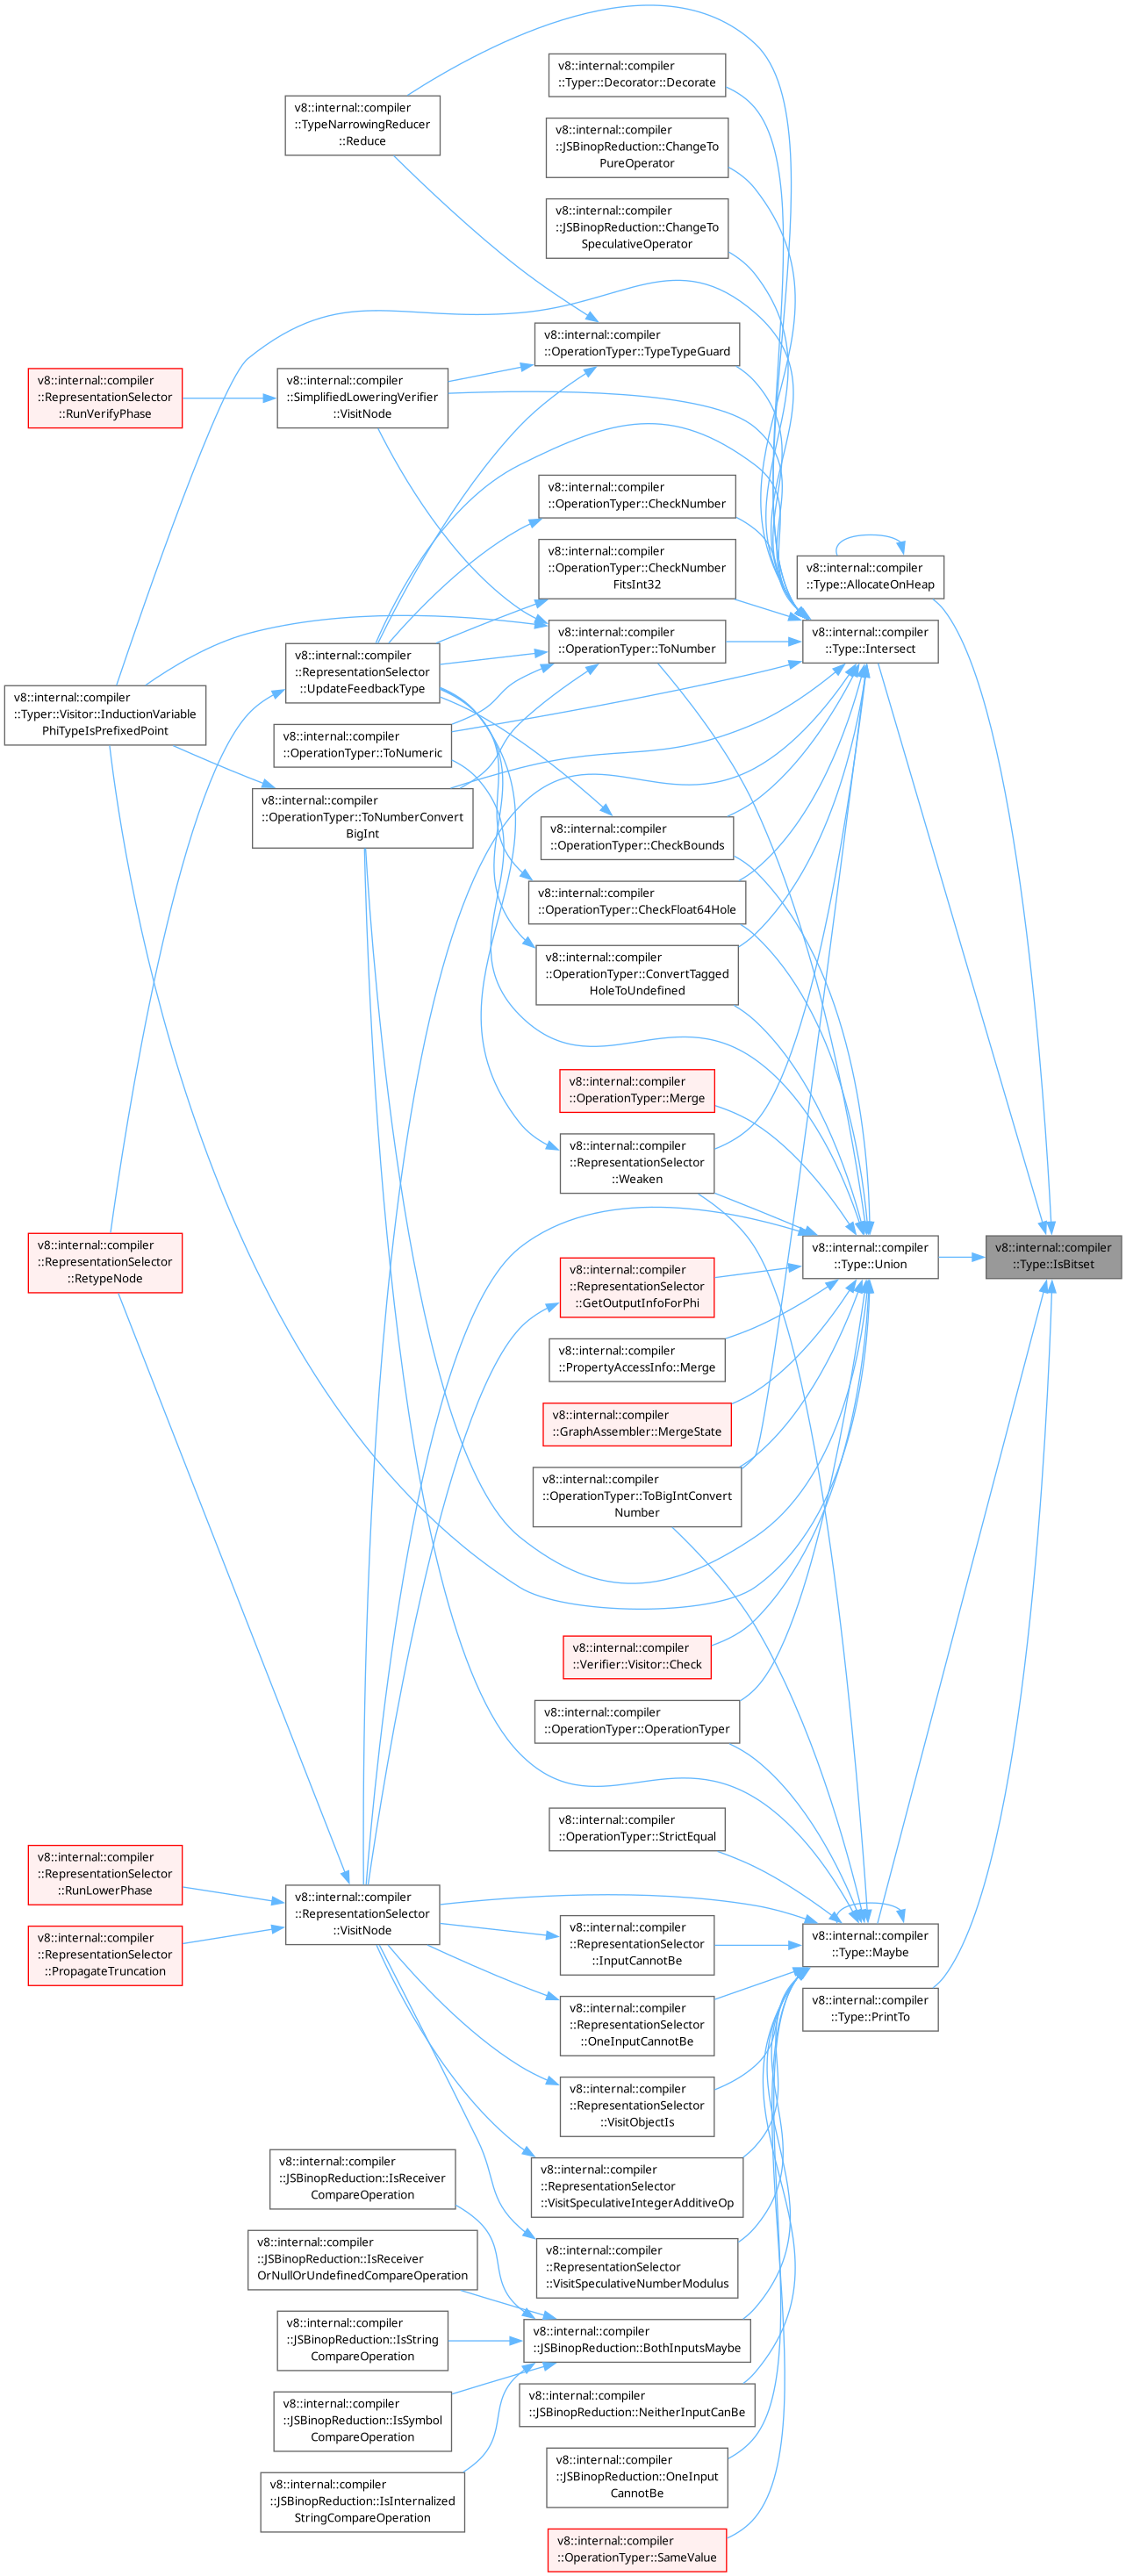 v8::internal::compiler
::Typer::Decorator::Decorate
v8::internal::compiler
::TypeNarrowingReducer
::Reduce
v8::internal::compiler
::JSBinopReduction::ChangeTo
PureOperator
v8::internal::compiler
::JSBinopReduction::ChangeTo
SpeculativeOperator
v8::internal::compiler
::OperationTyper::TypeTypeGuard
v8::internal::compiler
::RepresentationSelector
::RunVerifyPhase
v8::internal::compiler
::SimplifiedLoweringVerifier
::VisitNode
v8::internal::compiler
::OperationTyper::CheckNumber
v8::internal::compiler
::OperationTyper::CheckNumber
FitsInt32
v8::internal::compiler
::Type::AllocateOnHeap
v8::internal::compiler
::OperationTyper::ToNumber
v8::internal::compiler
::Type::Intersect
v8::internal::compiler
::RepresentationSelector
::UpdateFeedbackType
v8::internal::compiler
::Typer::Visitor::InductionVariable
PhiTypeIsPrefixedPoint
v8::internal::compiler
::OperationTyper::ToNumeric
v8::internal::compiler
::OperationTyper::ToNumberConvert
BigInt
v8::internal::compiler
::OperationTyper::CheckBounds
v8::internal::compiler
::OperationTyper::CheckFloat64Hole
v8::internal::compiler
::OperationTyper::ConvertTagged
HoleToUndefined
v8::internal::compiler
::OperationTyper::Merge
v8::internal::compiler
::RepresentationSelector
::Weaken
v8::internal::compiler
::RepresentationSelector
::RetypeNode
v8::internal::compiler
::Type::Union
v8::internal::compiler
::Type::IsBitset
v8::internal::compiler
::RepresentationSelector
::GetOutputInfoForPhi
v8::internal::compiler
::PropertyAccessInfo::Merge
v8::internal::compiler
::GraphAssembler::MergeState
v8::internal::compiler
::OperationTyper::ToBigIntConvert
Number
v8::internal::compiler
::Verifier::Visitor::Check
v8::internal::compiler
::OperationTyper::OperationTyper
v8::internal::compiler
::OperationTyper::StrictEqual
v8::internal::compiler
::RepresentationSelector
::RunLowerPhase
v8::internal::compiler
::RepresentationSelector
::VisitNode
v8::internal::compiler
::RepresentationSelector
::PropagateTruncation
v8::internal::compiler
::RepresentationSelector
::InputCannotBe
v8::internal::compiler
::Type::Maybe
v8::internal::compiler
::Type::PrintTo
v8::internal::compiler
::RepresentationSelector
::OneInputCannotBe
v8::internal::compiler
::RepresentationSelector
::VisitObjectIs
v8::internal::compiler
::RepresentationSelector
::VisitSpeculativeIntegerAdditiveOp
v8::internal::compiler
::JSBinopReduction::IsReceiver
CompareOperation
v8::internal::compiler
::RepresentationSelector
::VisitSpeculativeNumberModulus
v8::internal::compiler
::JSBinopReduction::IsReceiver
OrNullOrUndefinedCompareOperation
v8::internal::compiler
::JSBinopReduction::IsString
CompareOperation
v8::internal::compiler
::JSBinopReduction::BothInputsMaybe
v8::internal::compiler
::JSBinopReduction::IsSymbol
CompareOperation
v8::internal::compiler
::JSBinopReduction::NeitherInputCanBe
v8::internal::compiler
::JSBinopReduction::OneInput
CannotBe
v8::internal::compiler
::JSBinopReduction::IsInternalized
StringCompareOperation
v8::internal::compiler
::OperationTyper::SameValue